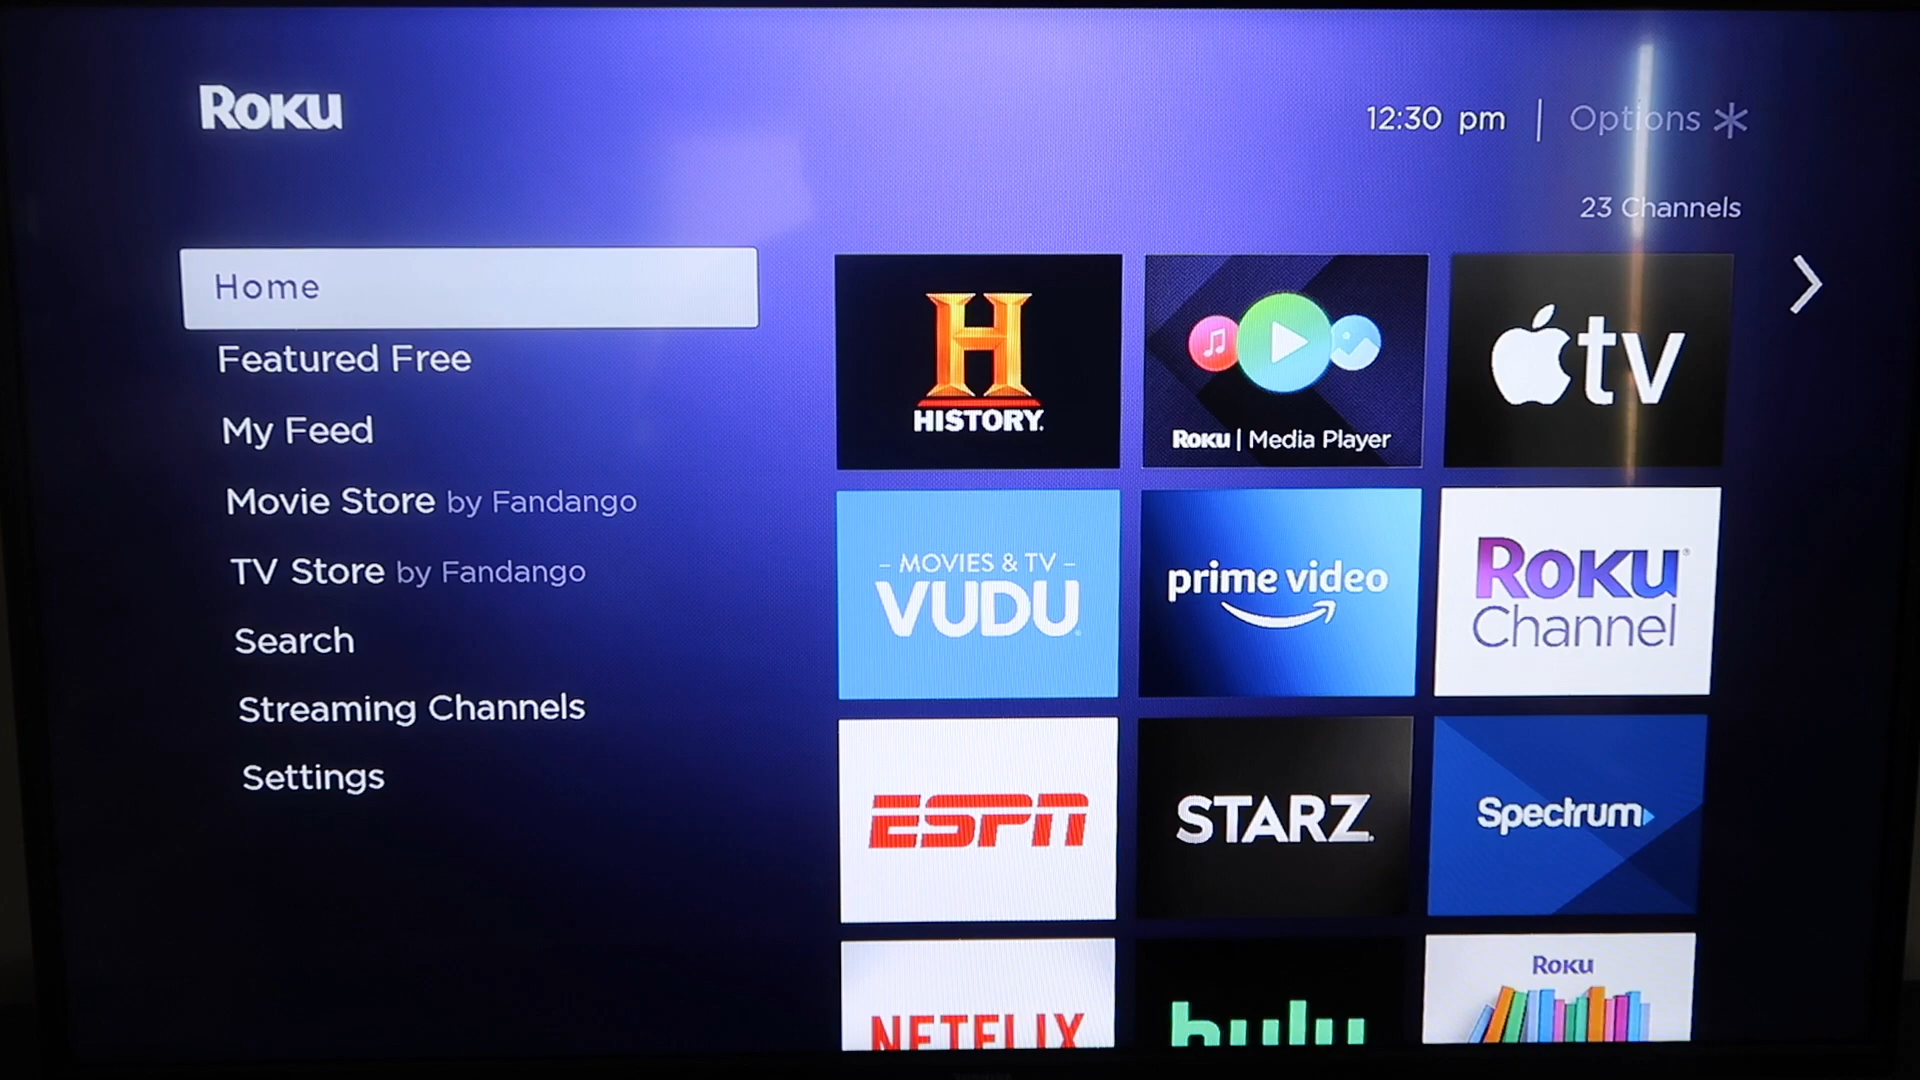 ROKU
12:30 pm | Options *
23 Channels
Home
Featured Free
My Feed
Movie Store by Fandango
TV Store by Fandango
Search
Streaming Channels
Settings
H
HISTORY.
ROKU | Media Player
tv
– MOVIES & TV –
VUDU
prime video
ROKU
Channel
ESPN
STARZ
Spectrum
NETFLIX
hulu
ROKU